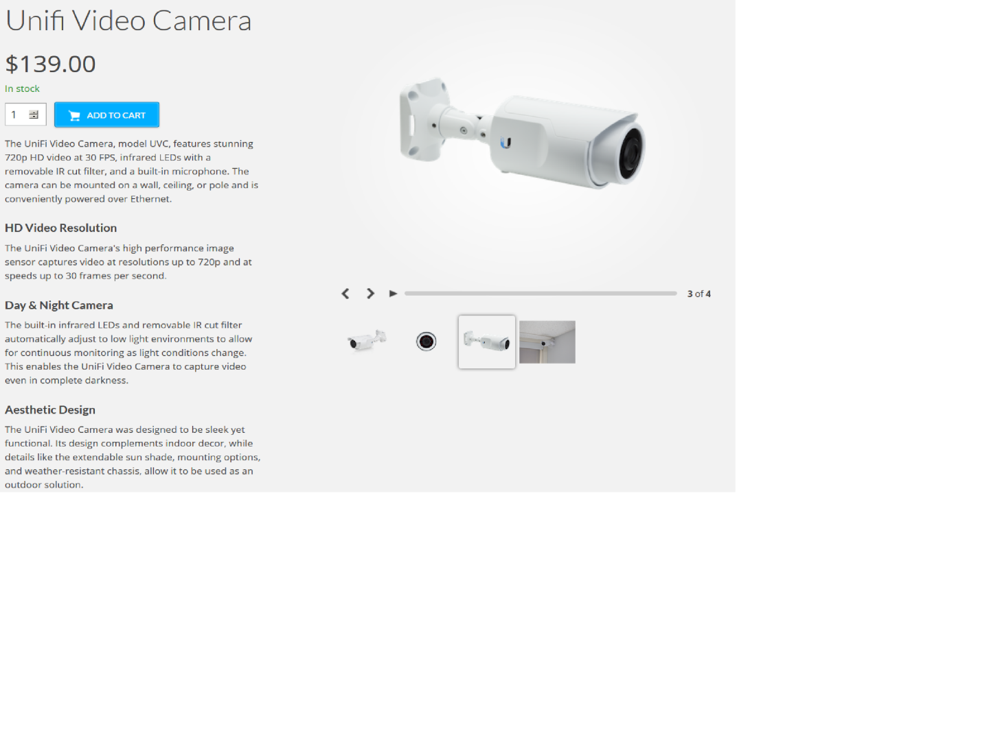 Unifi Video Camera
$139.00
In stock
1
ADD TO CART
The UniFi Video Camera, model UVC, features stunning
720p HD video at 30 FPS, infrared LEDs with a
removable IR cut filter, and a built-in microphone. The
camera can be mounted on a wall, ceiling, or pole and is
conveniently powered over Ethernet.
HD Video Resolution
The UniFi Video Camera's high performance image
sensor captures video at resolutions up to 720p and at
speeds up to 30 frames per second.
Day & Night Camera
The built-in infrared LEDs and removable IR cut filter
automatically adjust to low light environments to allow
for continuous monitoring as light conditions change.
This enables the UniFi Video Camera to capture video
even in complete darkness.
Aesthetic Design
The UniFi Video Camera was designed to be sleek yet
functional. Its design complements indoor decor, while
details like the extendable sun shade, mounting options,
and weather-resistant chassis, allow it to be used as an
outdoor solution.
3 of 4